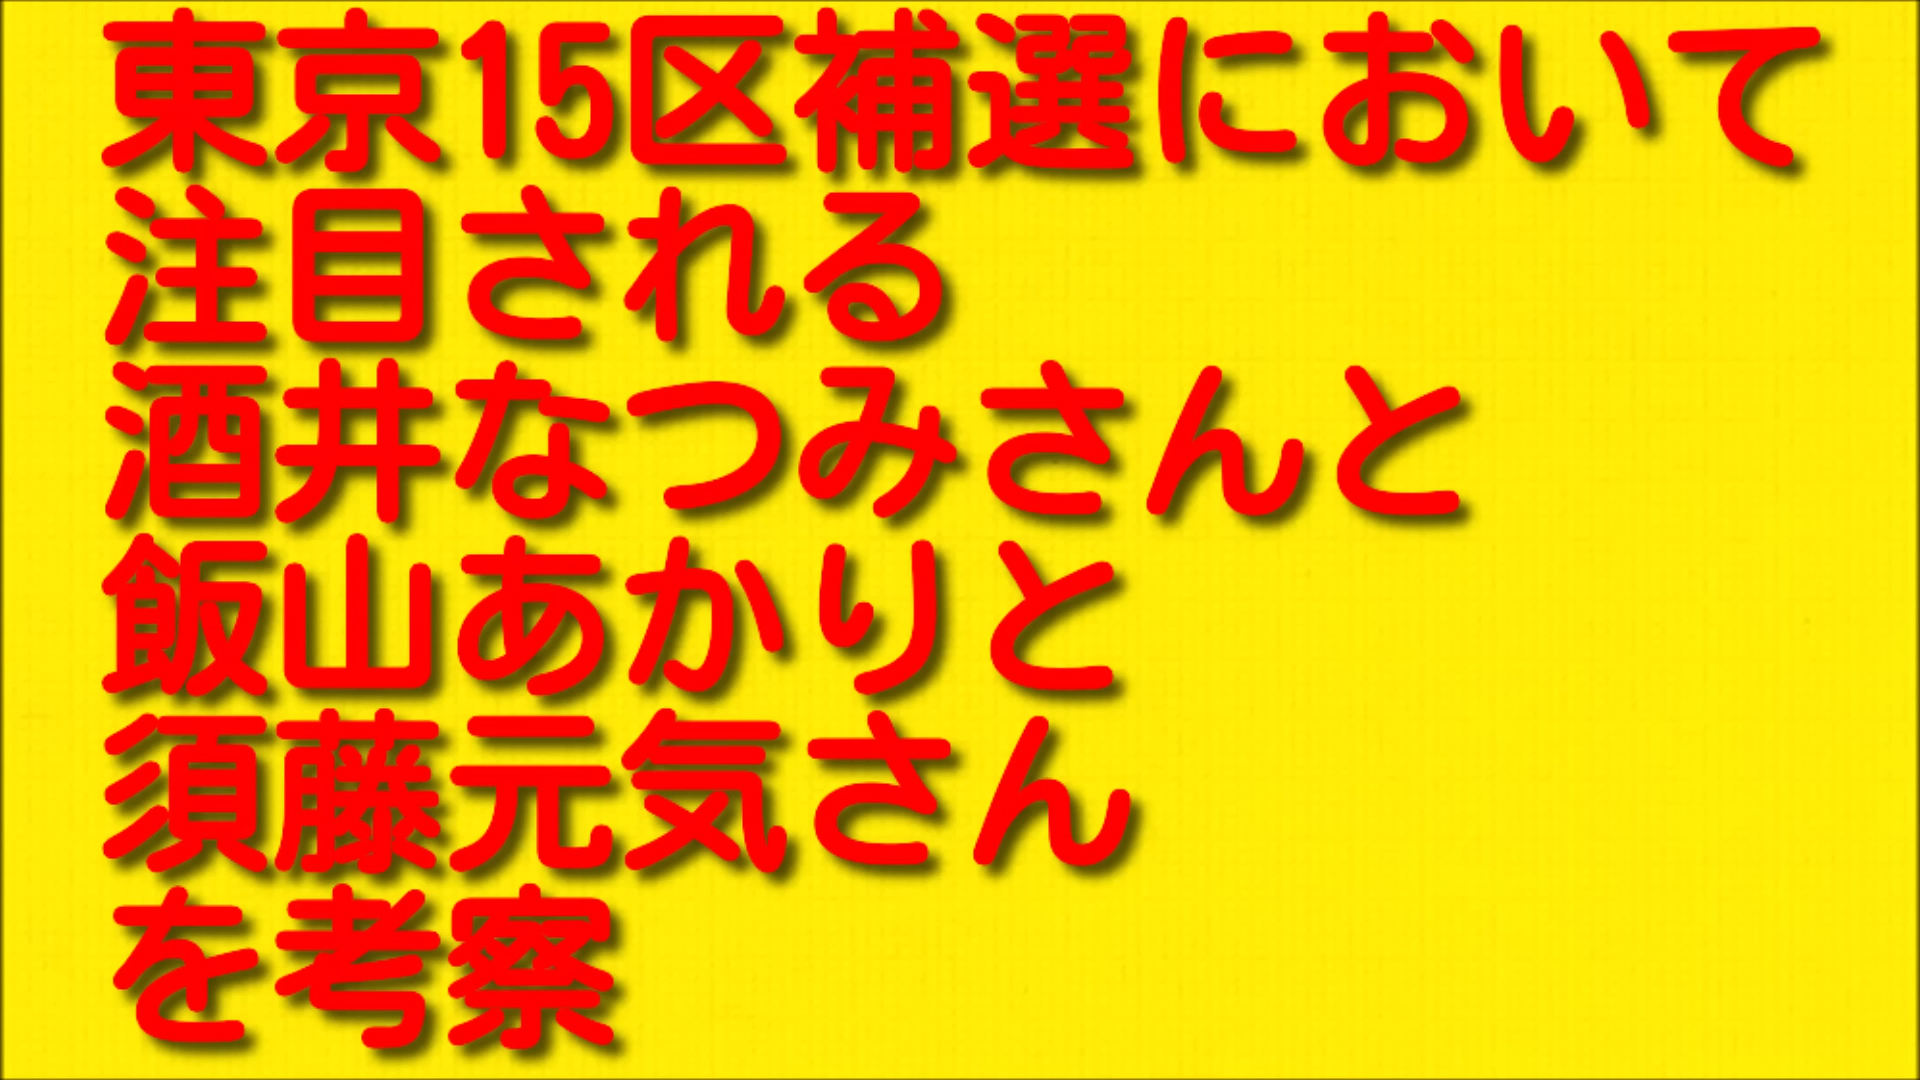 東京15区補選において
注目される
酒井なつみさんと
飯山あかりと
須藤元気さん
を考察